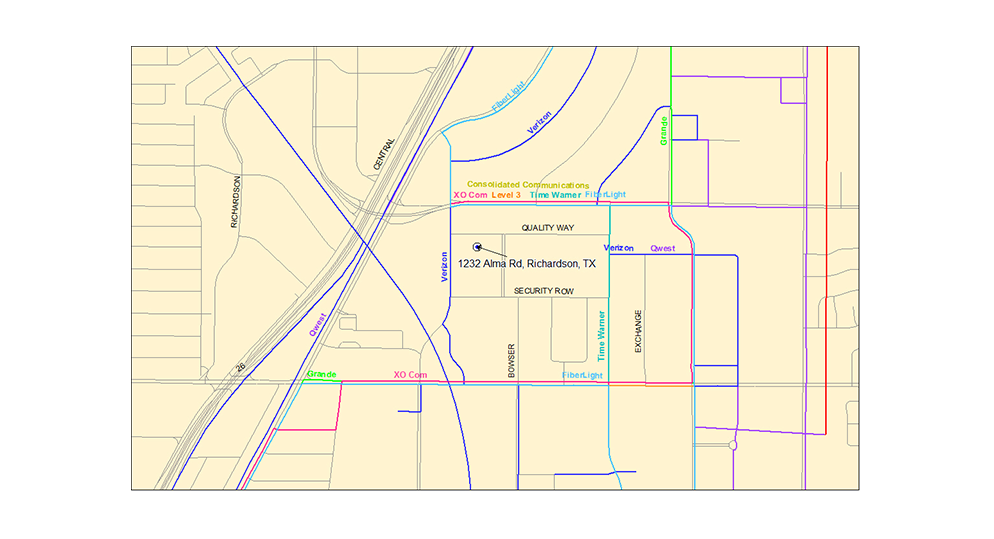 FiberLight
Verizon
Grande
CENTRAL
RICHARDSON
Consolidated Communications
XO Com Level 3 Time Warner FiberLight
QUALITY WAY
Verizon Qwest
1232 Alma Rd, Richardson, TX
Verizon
SECURITY ROW
Qwest
Time Warner
EXCHANGE
BOWSER
26
Grande
XO Com
FiberLight